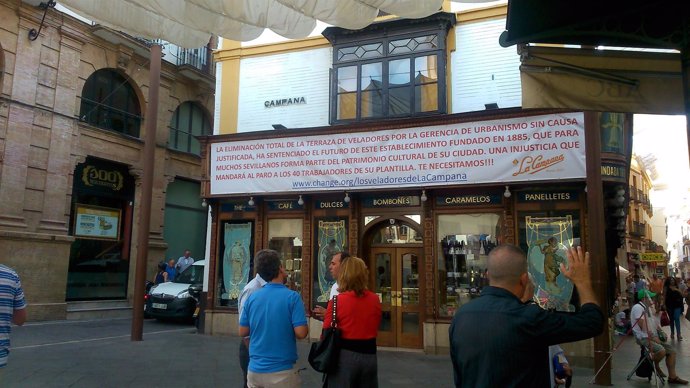 CAMPANA
LA ELIMINACIÓN TOTAL DE LA TERRAZA DE VELADORES POR LA GERENCIA DE URBANISMO SIN CAUSA
JUSTIFICADA, HA SENTENCIADO EL FUTURO DE ESTE ESTABLECIMIENTO FUNDADO EN 1885, QUE PARA
MUCHOS SEVILLANOS FORMA PARTE DEL PATRIMONIO CULTURAL DE SU CIUDAD. UNA INJUSTICIA QUE
MANDARÁ AL PARO A LOS 40 TRABAJADORES DE SU PLANTILLA. TE NECESITAMOS!!!
www.change.org/losveladoresdeLaCampana
La Campana
THE
CAFE
DULCES
BOMBONES
CARAMELOS
PANELLETES
ABC